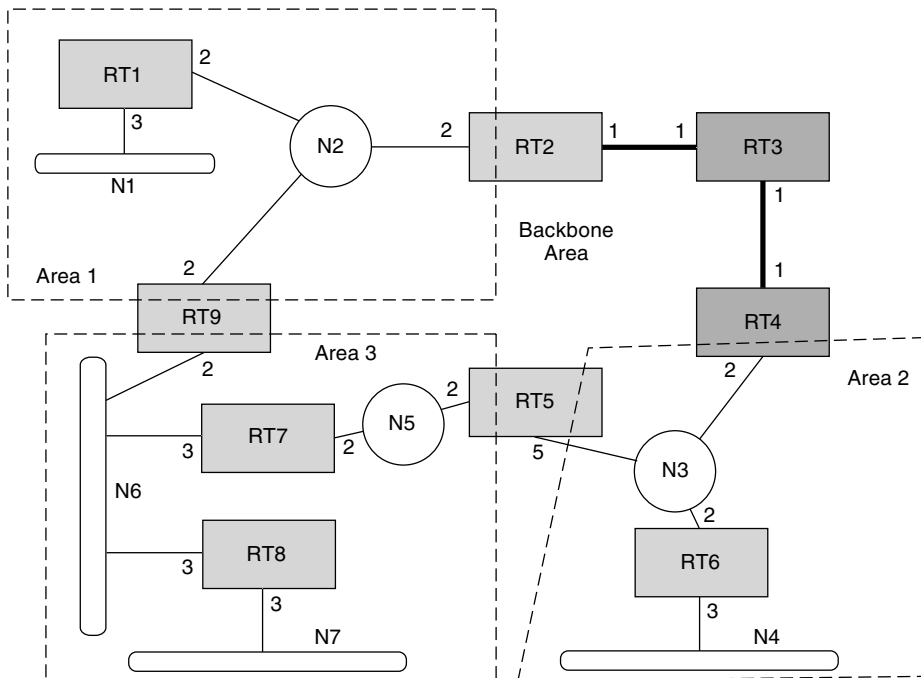 2
RT1
3
N1
N2
2
RT2
1
1
RT3
1
Backbone
Area
2
Area 1
1
RT9
RT4
2
Area 3
2
Area 2
2
RT5
N5
RT7
3
2
5
N3
N6
2
RT8
3
RT6
3
3
N7
N4